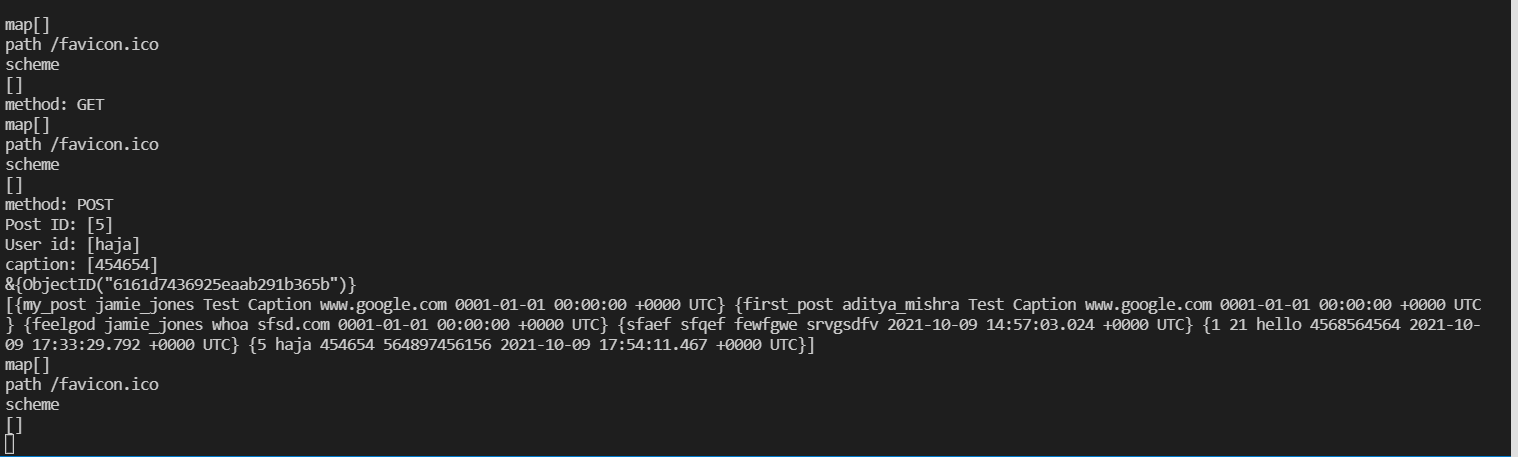 map[]
path /favicon.ico
scheme
[]
method: GET
map[]
path /favicon.ico
scheme
[]
method: POST
Post ID: [5]
User id: [haja]
caption: [454654]
&{ObjectID("6161d7436925eaab291b365b")}
[{my_post jamie_jones Test Caption www.google.com 0001-01-01 00:00:00 +0000 UTC} {first_post aditya_mishra Test Caption www.google.com 0001-01-01 00:00:00 +0000 UTC
} {feelgod jamie_jones whoa sfsd.com 0001-01-01 00:00:00 +0000 UTC} {sfaef sfqef fewfgwe srvgsdfv 2021-10-09 14:57:03.024 +0000 UTC} {1 21 hello 4568564564 2021-10-
09 17:33:29.792 +0000 UTC} {5 haja 454654 564897456156 2021-10-09 17:54:11.467 +0000 UTC}]
map[]
path /favicon.ico
scheme
[]